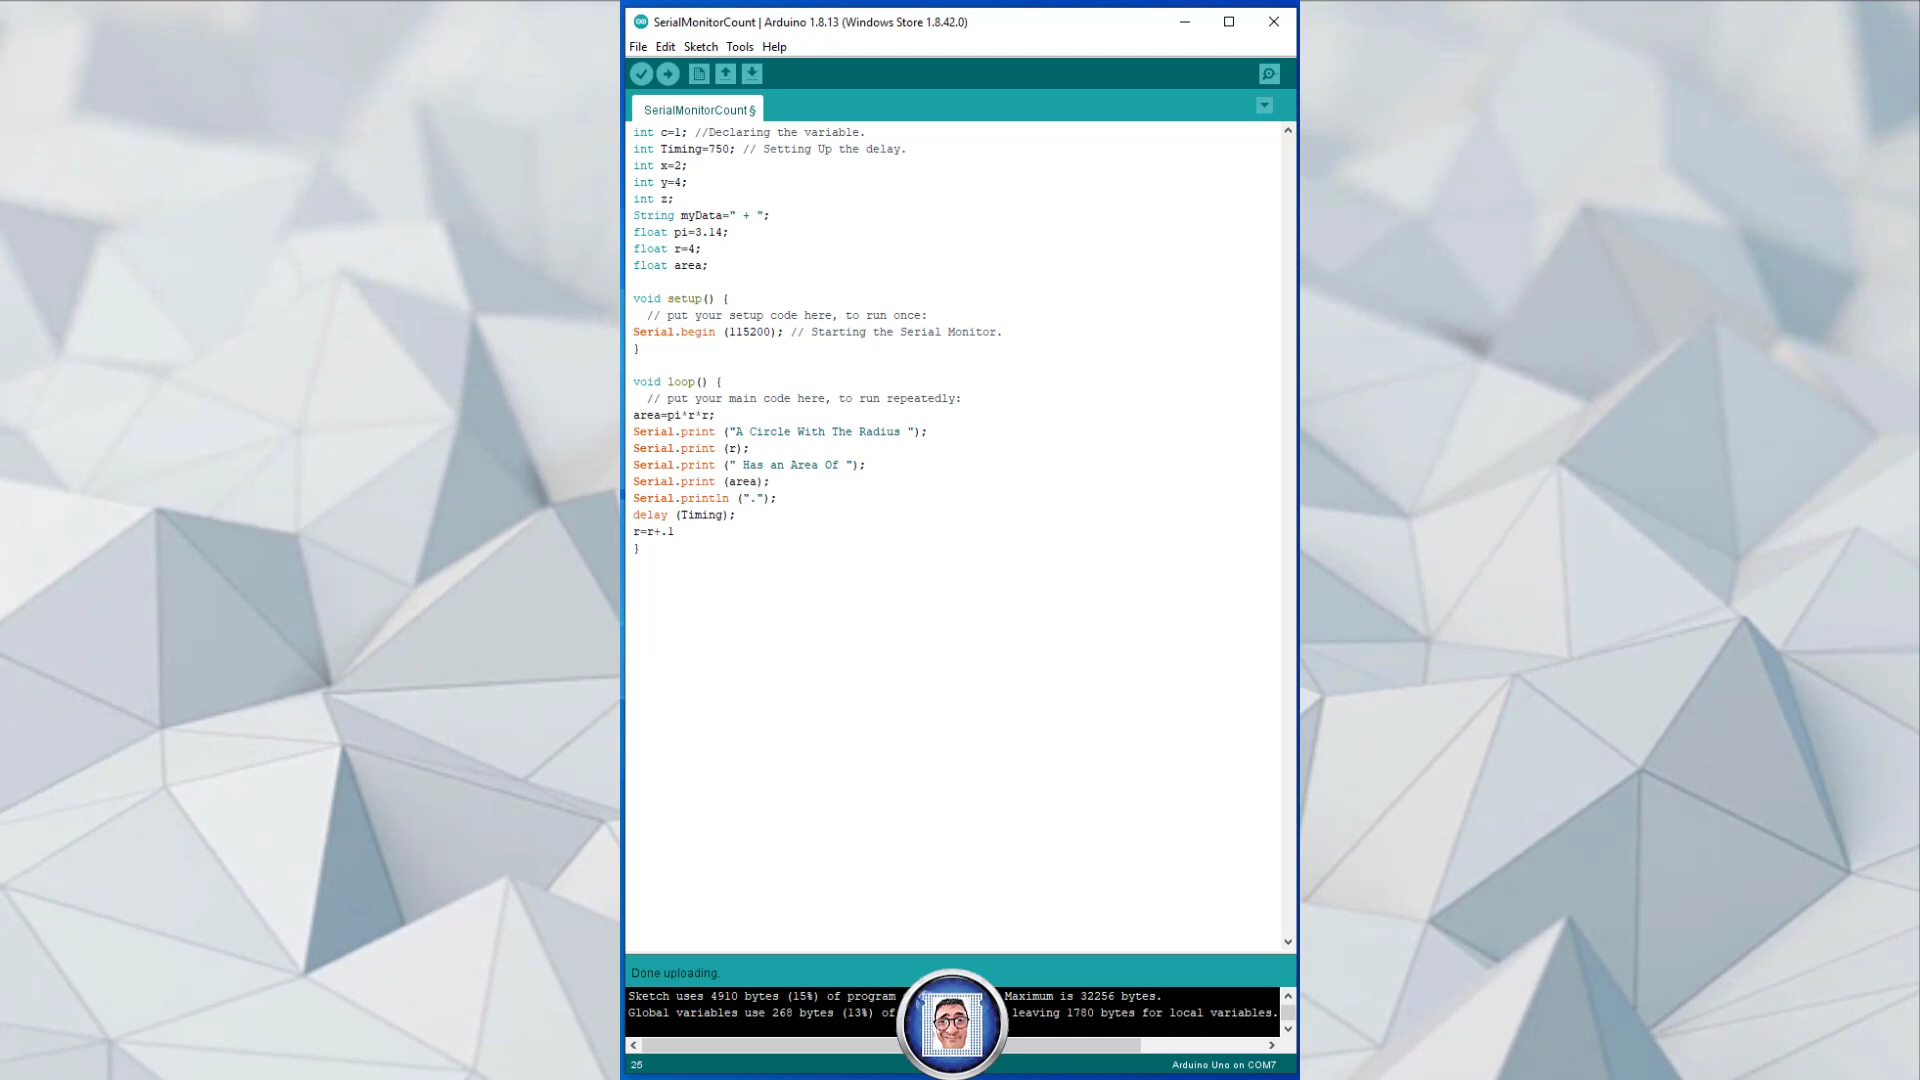 SerialMonitorCount | Arduino 1.8.13 (Windows Store 1.8.42.0)
File Edit Sketch Tools Help
SerialMonitorCount §
int c=1; //Declaring the variable.
int Timing=750; // Setting Up the delay.
int x=2;
int y=4;
int z;
String myData=" + ";
float pi=3.14;
float r=4;
float area;
void setup() {
// put your setup code here, to run once:
Serial.begin (115200); // Starting the Serial Monitor.
}
void loop() {
// put your main code here, to run repeatedly:
area=pi*r*r;
Serial.print ("A Circle With The Radius ");
Serial.print (r);
Serial.print (" Has an Area Of ");
Serial.print (area);
Serial.println (".");
delay (Timing);
r=r+.1
}
Done uploading.
Sketch uses 4910 bytes (15%) of program Maximum is 32256 bytes.
Global variables use 268 bytes (13%) of leaving 1780 bytes for local variables.
25 Arduino Uno on COM7